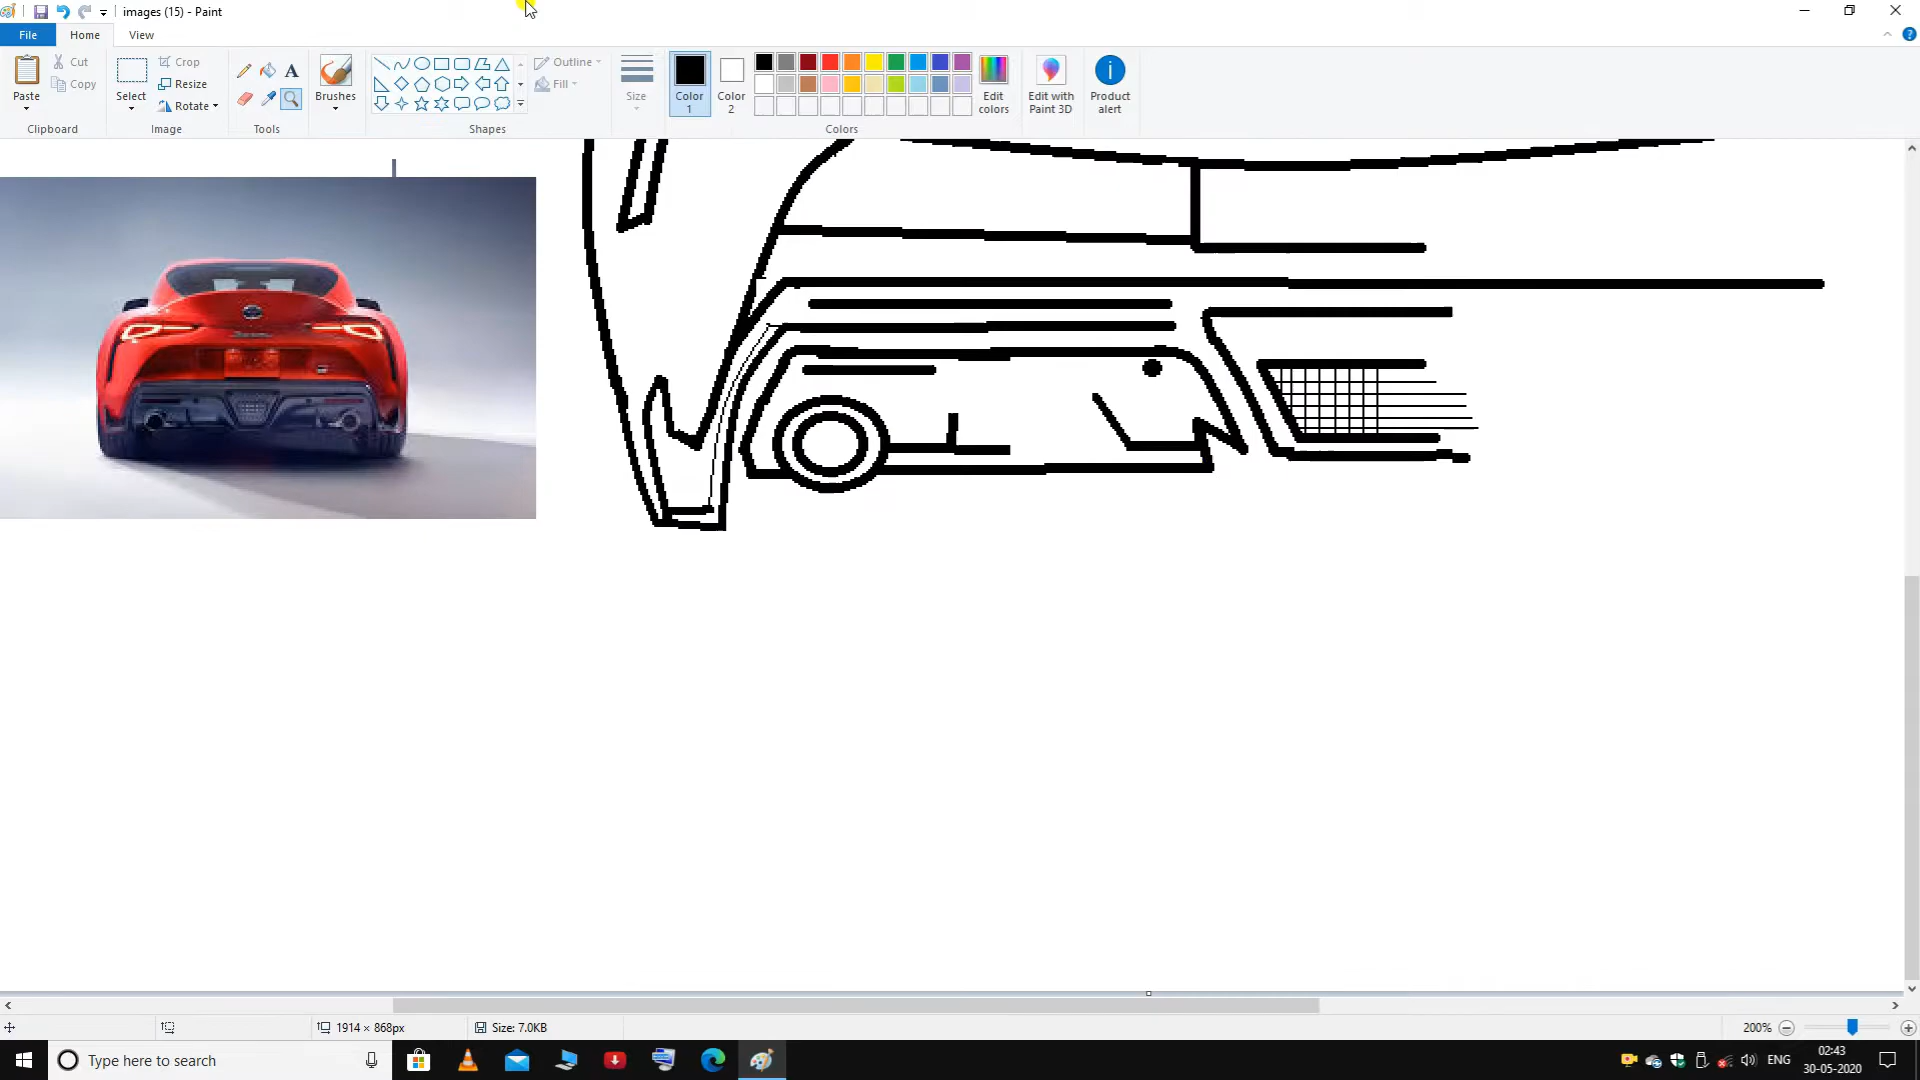 images (15) - Paint
File
Home
View
Paste
Cut
Copy
Clipboard
Select
Crop
Resize
Rotate
Image
A
Tools
Brushes
Outline
Fill
Shapes
Size
Color
1
Color
2
Edit
colors
Colors
Edit with
Paint 3D
Product
alert
1914 × 868px
Size: 7.0KB
200%
Type here to search
ENG
02:43
30-05-2020